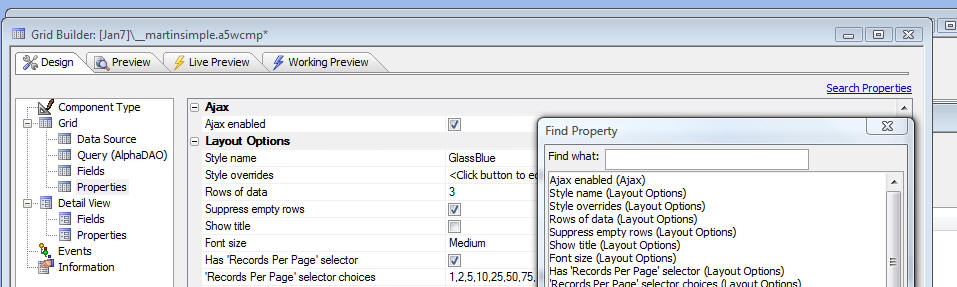 Grid Builder: [Jan7]\__martinsimple.a5wcmp*
Design Preview Live Preview Working Preview
Search Properties
Component Type
Grid
Data Source
Query (AlphaDAO)
Fields
Properties
Detail View
Fields
Properties
Events
Information
Ajax
Ajax enabled
Layout Options
Style name GlassBlue
Style overrides <Click button to
Rows of data 3
Suppress empty rows
Show title
Font size Medium
Has 'Records Per Page' selector
'Records Per Page' selector choices 1,2,5,10,25,50,75,
Find Property
Find what:
Ajax enabled (Ajax)
Style name (Layout Options)
Style overrides (Layout Options)
Rows of data (Layout Options)
Suppress empty rows (Layout Options)
Show title (Layout Options)
Font size (Layout Options)
Has 'Records Per Page' selector (Layout Options)
'Records Per Page' selector choices (Layout Options)